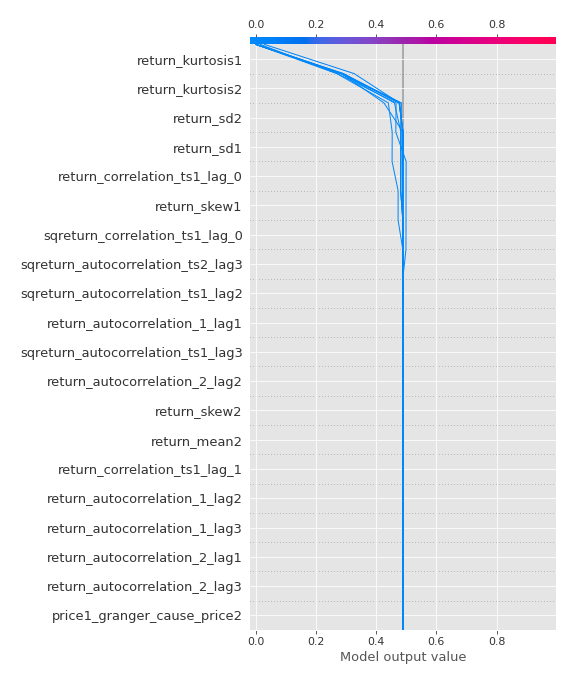 0.0 0.2 0.4 0.6 0.8
return_kurtosis1
return_kurtosis2
return_sd2
return_sd1
return_correlation_ts1_lag_0
return_skew1
sqreturn_correlation_ts1_lag_0
sqreturn_autocorrelation_ts2_lag3
sqreturn_autocorrelation_ts1_lag2
return_autocorrelation_1_lag1
sqreturn_autocorrelation_ts1_lag3
return_autocorrelation_2_lag2
return_skew2
return_mean2
return_correlation_ts1_lag_1
return_autocorrelation_1_lag2
return_autocorrelation_1_lag3
return_autocorrelation_2_lag1
return_autocorrelation_2_lag3
price1_granger_cause_price2
0.0 0.2 0.4 0.6 0.8
Model output value